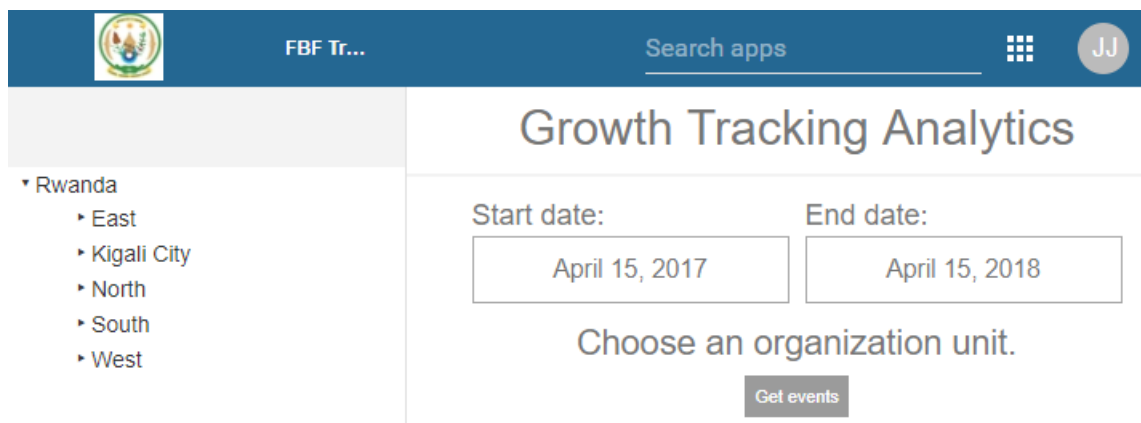 FBF Tr...
Search apps
JJ
Growth Tracking Analytics
Rwanda
East
Kigali City
North
South
West
Start date:
End date:
April 15, 2017
April 15, 2018
Choose an organization unit.
Get events